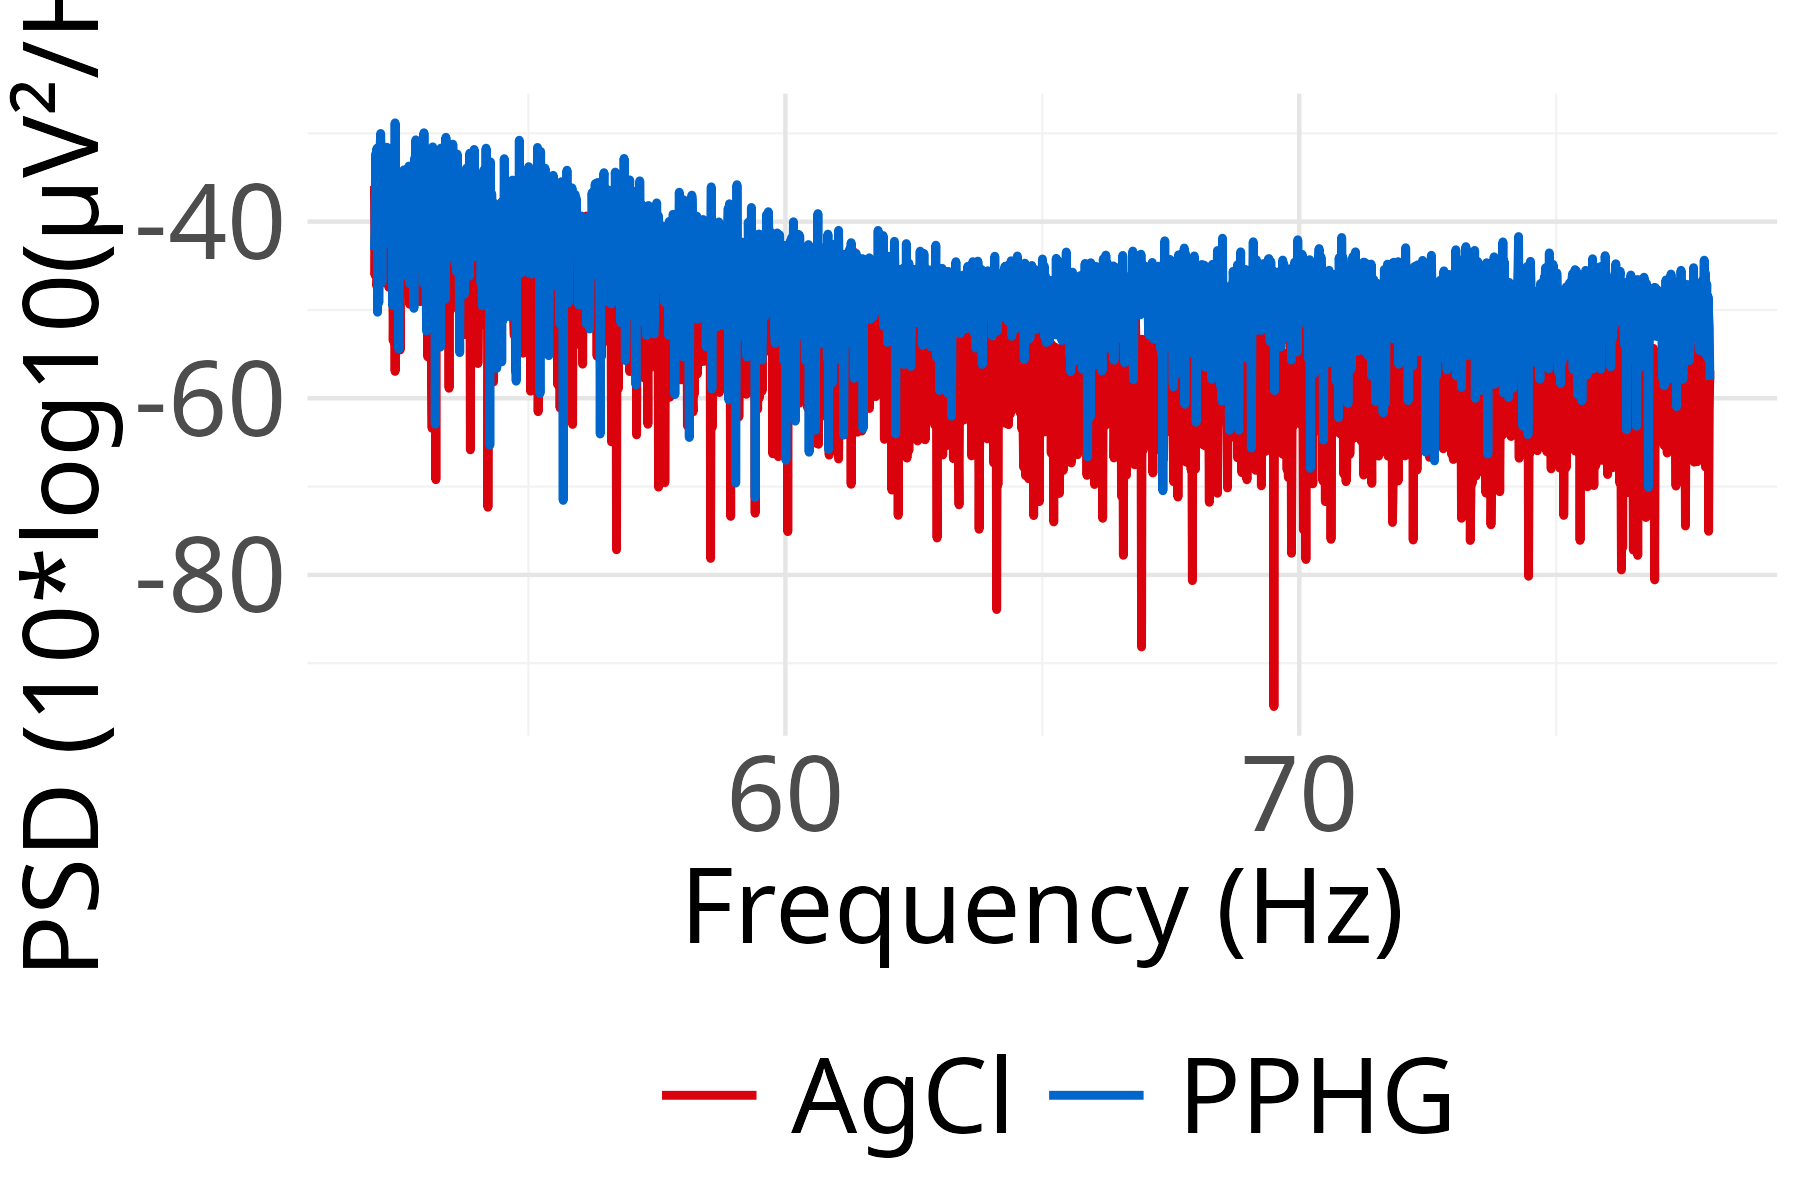 PSD (10*log10(µV²/H
-40
-60
-80
60 70
Frequency (Hz)
AgCl PPHG